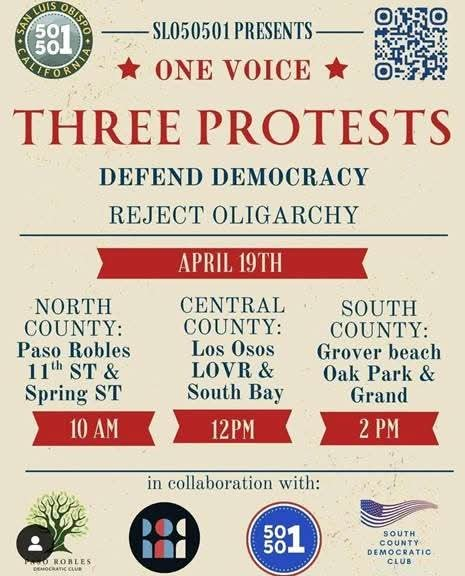 SAN LUIS OBISPO
50
501
CALIFORNIA
SLO50501 PRESENTS
ONE VOICE
THREE PROTESTS
DEFEND DEMOCRACY
REJECT OLIGARCHY
APRIL 19TH
NORTH
COUNTY:
Paso Robles
11th ST &
Spring ST
10 AM
CENTRAL
COUNTY:
Los Osos
LOVR &
South Bay
12PM
SOUTH
COUNTY:
Grover beach
Oak Park &
Grand
2 PM
in collaboration with:
ROBLES
DEMOCRATIC CLUB
50
501
SOUTH
COUNTY
DEMOCRATIC
CLUB